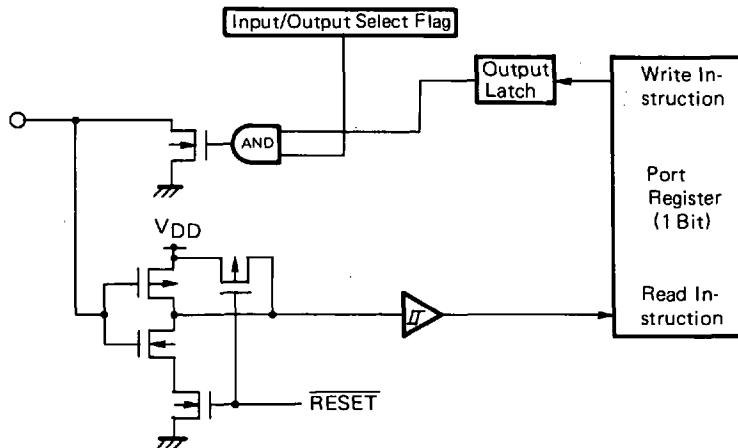 Input/Output Select Flag
Output
Latch
Write In-
struction
AND
Port
Register
(1 Bit)
VDD
Read In-
struction
RESET